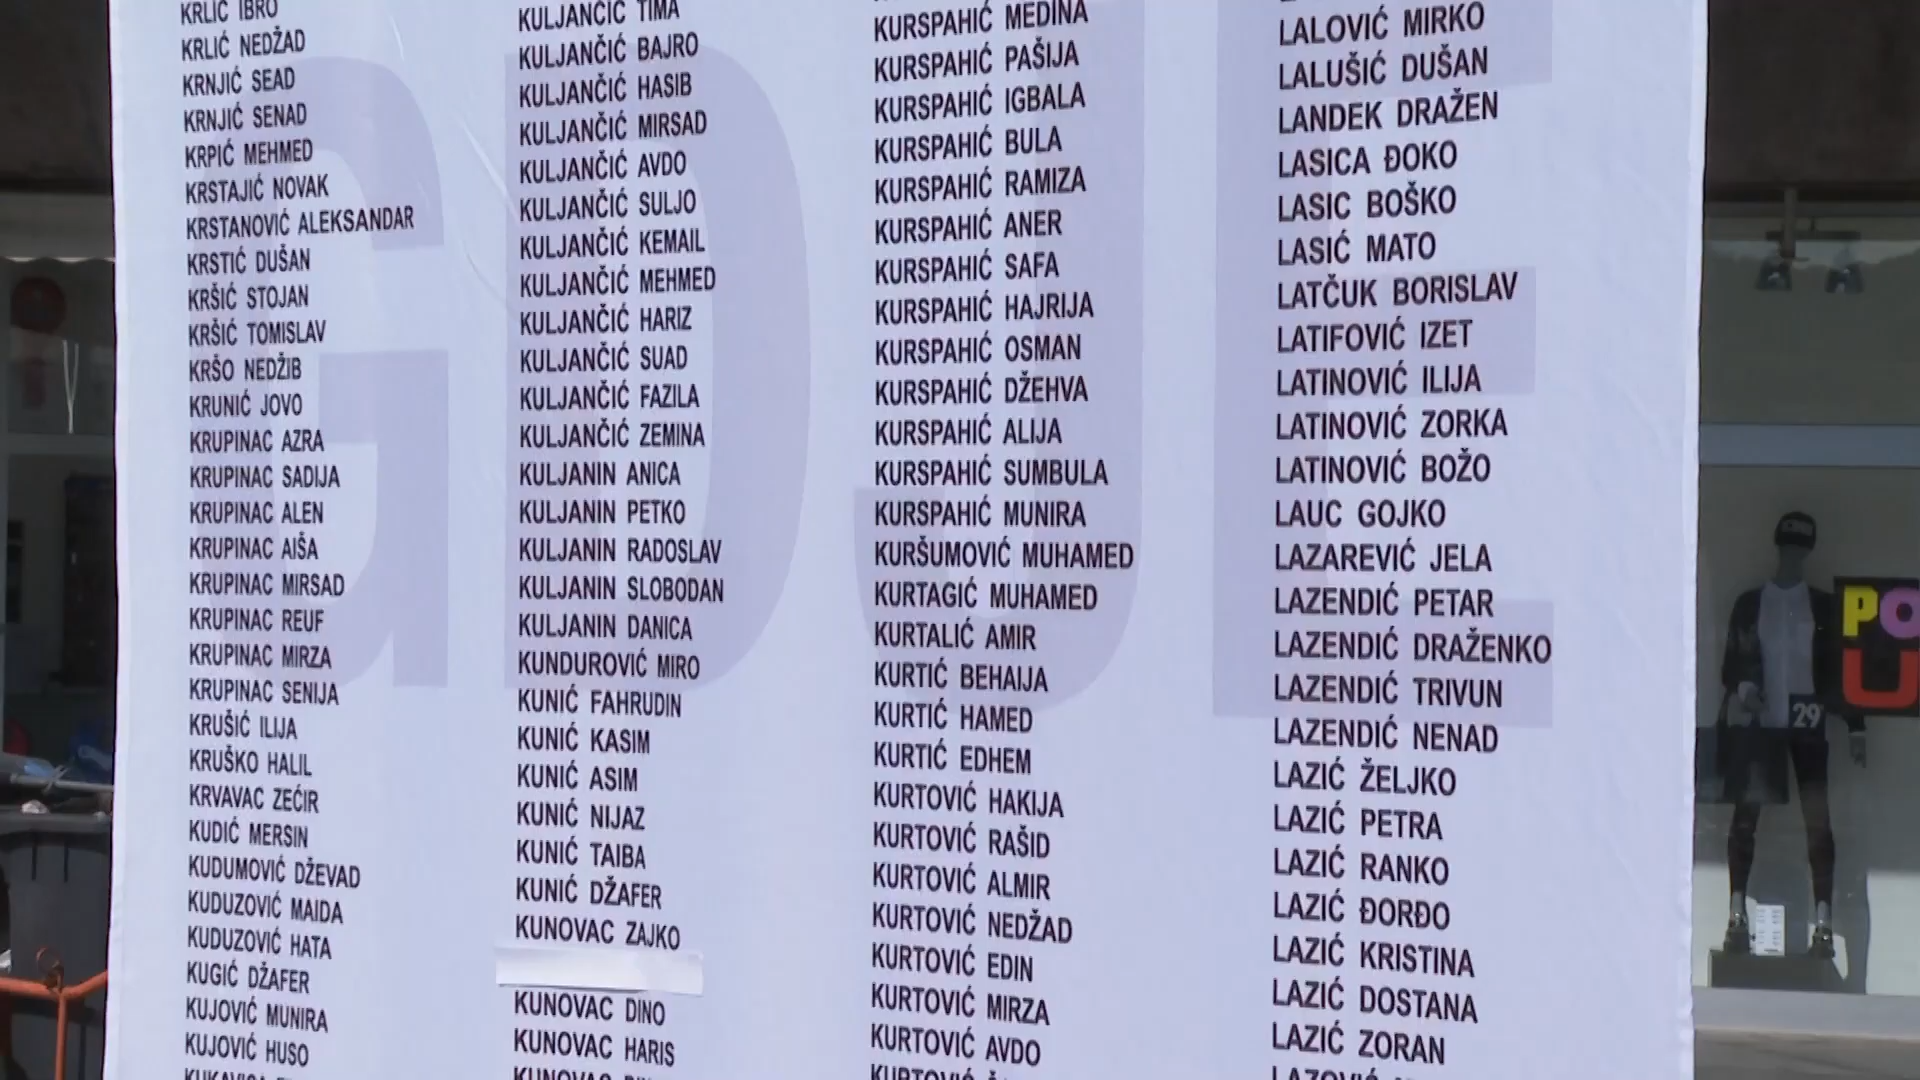 KRLIĆ IBRO
KRLIĆ NEDŽAD
KRNJIĆ SEAD
KRNJIĆ SENAD
KRPIĆ MEHMED
KRSTAJIĆ NOVAK
KRSTANOVIĆ ALEKSANDAR
KRSTIĆ DUŠAN
KRŠIĆ STOJAN
KRŠIĆ TOMISLAV
KRŠO NEDŽIB
KRUNIĆ JOVO
KRUPINAC AZRA
KRUPINAC SADIJA
KRUPINAC ALEN
KRUPINAC AIŠA
KRUPINAC MIRSAD
KRUPINAC REUF
KRUPINAC MIRZA
KRUPINAC SENIJA
KRUŠIĆ ILIJA
KRUŠKO HALIL
KRVAVAC ZEĆIR
KUDIĆ MERSIN
KUDUMOVIĆ DŽEVAD
KUDUZOVIĆ MAIDA
KUDUZOVIĆ HATA
KUGIĆ DŽAFER
KUJOVIĆ MUNIRA
KUJOVIĆ HUSO
KULJANČIĆ TIMA
KULJANČIĆ BAJRO
KULJANČIĆ HASIB
KULJANČIĆ MIRSAD
KULJANČIĆ AVDO
KULJANČIĆ SULJO
KULJANČIĆ KEMAIL
KULJANČIĆ MEHMED
KULJANČIĆ HARIZ
KULJANČIĆ SUAD
KULJANČIĆ FAZILA
KULJANČIĆ ZEMINA
KULJANIN ANICA
KULJANIN PETKO
KULJANIN RADOSLAV
KULJANIN SLOBODAN
KULJANIN DANICA
KUNDUROVIĆ MIRO
KUNIĆ FAHRUDIN
KUNIĆ KASIM
KUNIĆ ASIM
KUNIĆ NIJAZ
KUNIĆ TAIBA
KUNIĆ DŽAFER
KUNOVAC ZAJKO
KUNOVAC DINO
KUNOVAC HARIS
KUNOVAC
KURSPAHIĆ MEDINA
KURSPAHIĆ PAŠIJA
KURSPAHIĆ IGBALA
KURSPAHIĆ BULA
KURSPAHIĆ RAMIZA
KURSPAHIĆ ANER
KURSPAHIĆ SAFA
KURSPAHIĆ HAJRIJA
KURSPAHIĆ OSMAN
KURSPAHIĆ DŽEHVA
KURSPAHIĆ ALIJA
KURSPAHIĆ SUMBULA
KURSPAHIĆ MUNIRA
KURŠUMOVIĆ MUHAMED
KURTAGIĆ MUHAMED
KURTALIĆ AMIR
KURTIĆ BEHAIJA
KURTIĆ HAMED
KURTIĆ EDHEM
KURTOVIĆ HAKIJA
KURTOVIĆ RAŠID
KURTOVIĆ ALMIR
KURTOVIĆ NEDŽAD
KURTOVIĆ EDIN
KURTOVIĆ MIRZA
KURTOVIĆ AVDO
KURTOVIĆ
LALOVIĆ MIRKO
LALUŠIĆ DUŠAN
LANDEK DRAŽEN
LASICA ĐOKO
LASIC BOŠKO
LASIĆ MATO
LATČUK BORISLAV
LATIFOVIĆ IZET
LATINOVIĆ ILIJA
LATINOVIĆ ZORKA
LATINOVIĆ BOŽO
LAUC GOJKO
LAZAREVIĆ JELA
LAZENDIĆ PETAR
LAZENDIĆ DRAŽENKO
LAZENDIĆ TRIVUN
LAZENDIĆ NENAD
LAZIĆ ŽELJKO
LAZIĆ PETRA
LAZIĆ RANKO
LAZIĆ ĐORĐO
LAZIĆ KRISTINA
LAZIĆ DOSTANA
LAZIĆ ZORAN
GDJE
PO
U
29